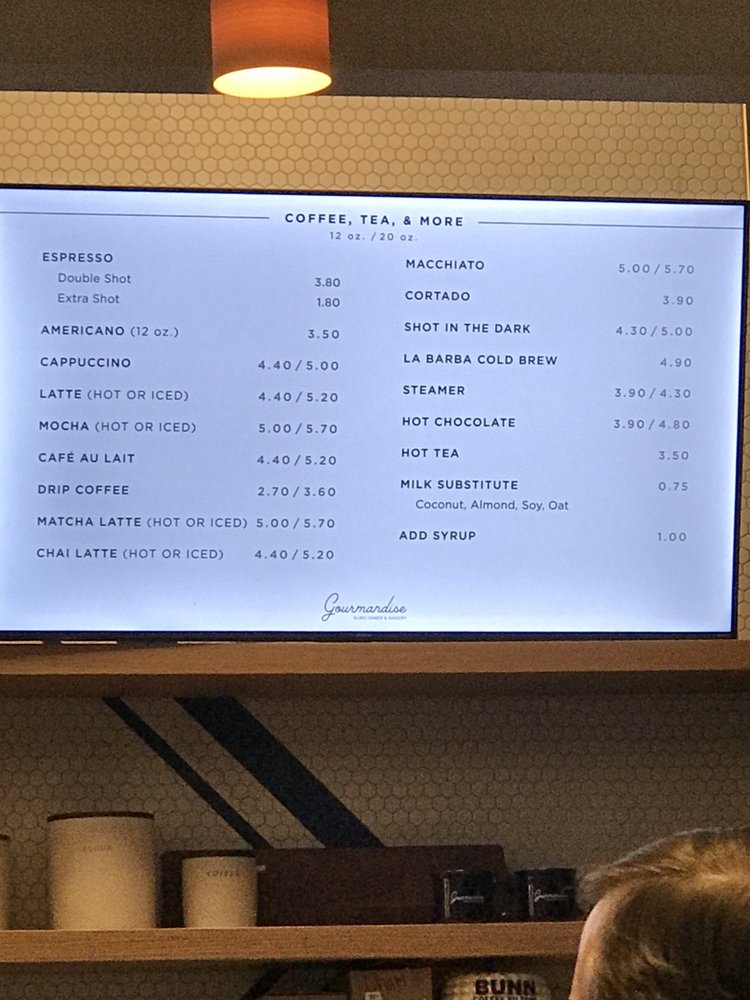 COFFEE, TEA, & MORE
12 oz. / 20 oz.
ESPRESSO
Double Shot 3.80
Extra Shot 1.80
AMERICANO (12 oz.) 3.50
CAPPUCCINO 4.40 / 5.00
LATTE (HOT OR ICED) 4.40 / 5.20
MOCHA (HOT OR ICED) 5.00 / 5.70
CAFÉ AU LAIT 4.40 / 5.20
DRIP COFFEE 2.70 / 3.60
MATCHA LATTE (HOT OR ICED) 5.00 / 5.70
CHAI LATTE (HOT OR ICED) 4.40 / 5.20
MACCHIATO 5.00 / 5.70
CORTADO 3.90
SHOT IN THE DARK 4.30 / 5.00
LA BARBA COLD BREW 4.90
STEAMER 3.90 / 4.30
HOT CHOCOLATE 3.90 / 4.80
HOT TEA 3.50
MILK SUBSTITUTE 0.75
Coconut, Almond, Soy, Oat
ADD SYRUP 1.00
Gourmandise
EURO-DINER & BAKERY
FLOUR
COFFEE
Gourmandise
Gourmandise
BUNN